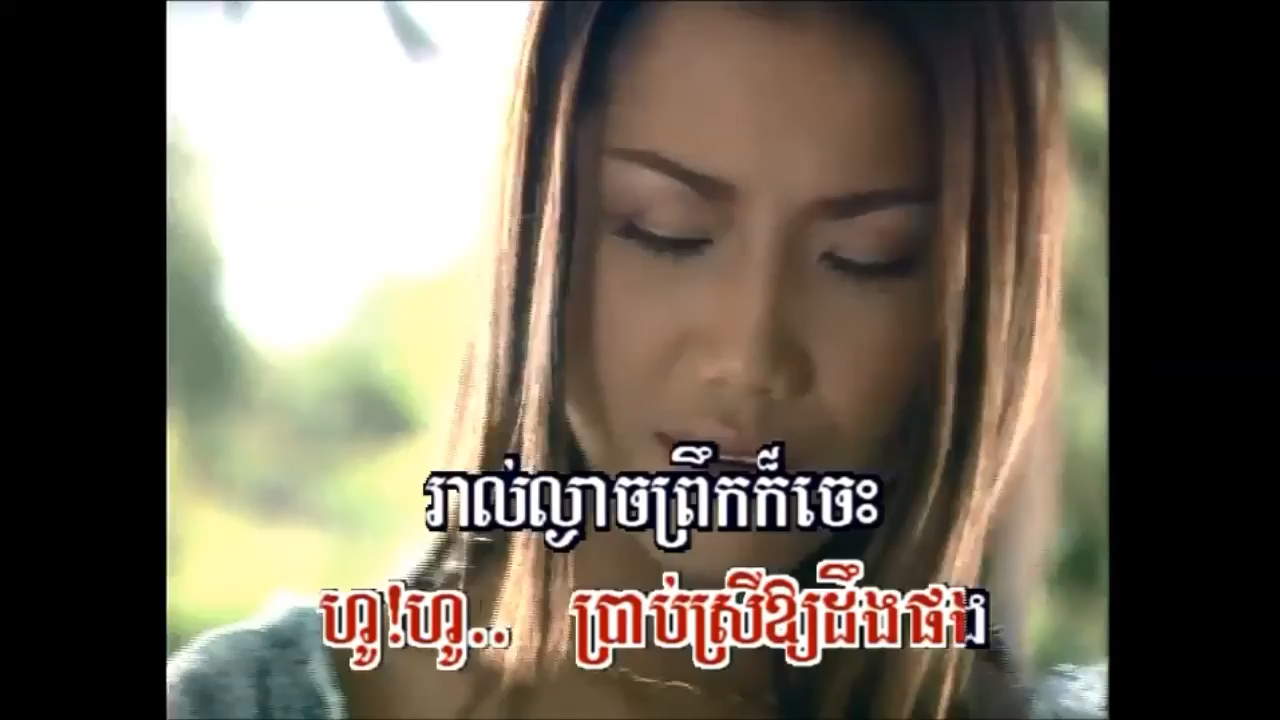 រាល់ល្ងាចព្រឹកក៏ចេះ
ហូ!ហូ.. ប្រាប់ស្រីឱ្យដឹងផង